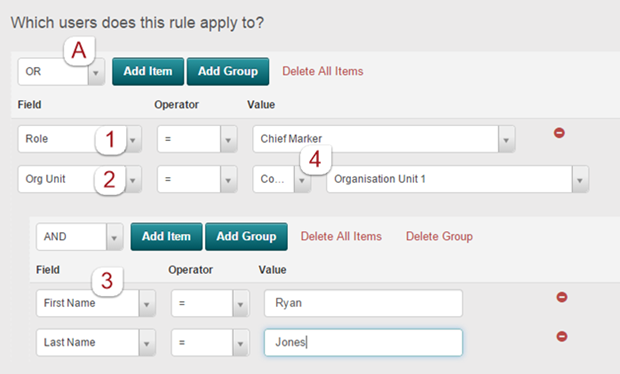 Which users does this rule apply to?
A
OR Add Item Add Group Delete All Items
Field Operator Value
Role 1 = Chief Marker
Org Unit 2 = Co... 4 Organisation Unit 1
AND Add Item Add Group Delete All Items Delete Group
Field Operator Value
3
First Name = Ryan
Last Name = Jones